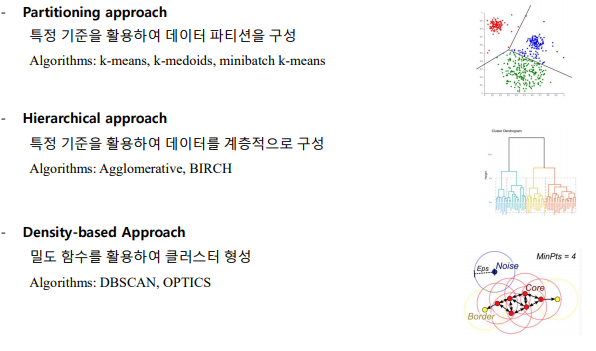 - Partitioning approach
특정 기준을 활용하여 데이터 파티션을 구성
Algorithms: k-means, k-medoids, minibatch k-means
- Hierarchical approach
특정 기준을 활용하여 데이터를 계층적으로 구성
Algorithms: Agglomerative, BIRCH
Cluster Dendrogram
Height
- Density-based Approach
밀도 함수를 활용하여 클러스터 형성
Algorithms: DBSCAN, OPTICS
MinPts = 4
Eps
Noise
Core
Border